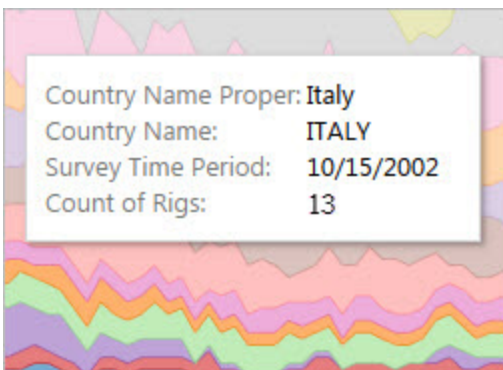 Country Name Proper: Italy
Country Name: ITALY
Survey Time Period: 10/15/2002
Count of Rigs: 13